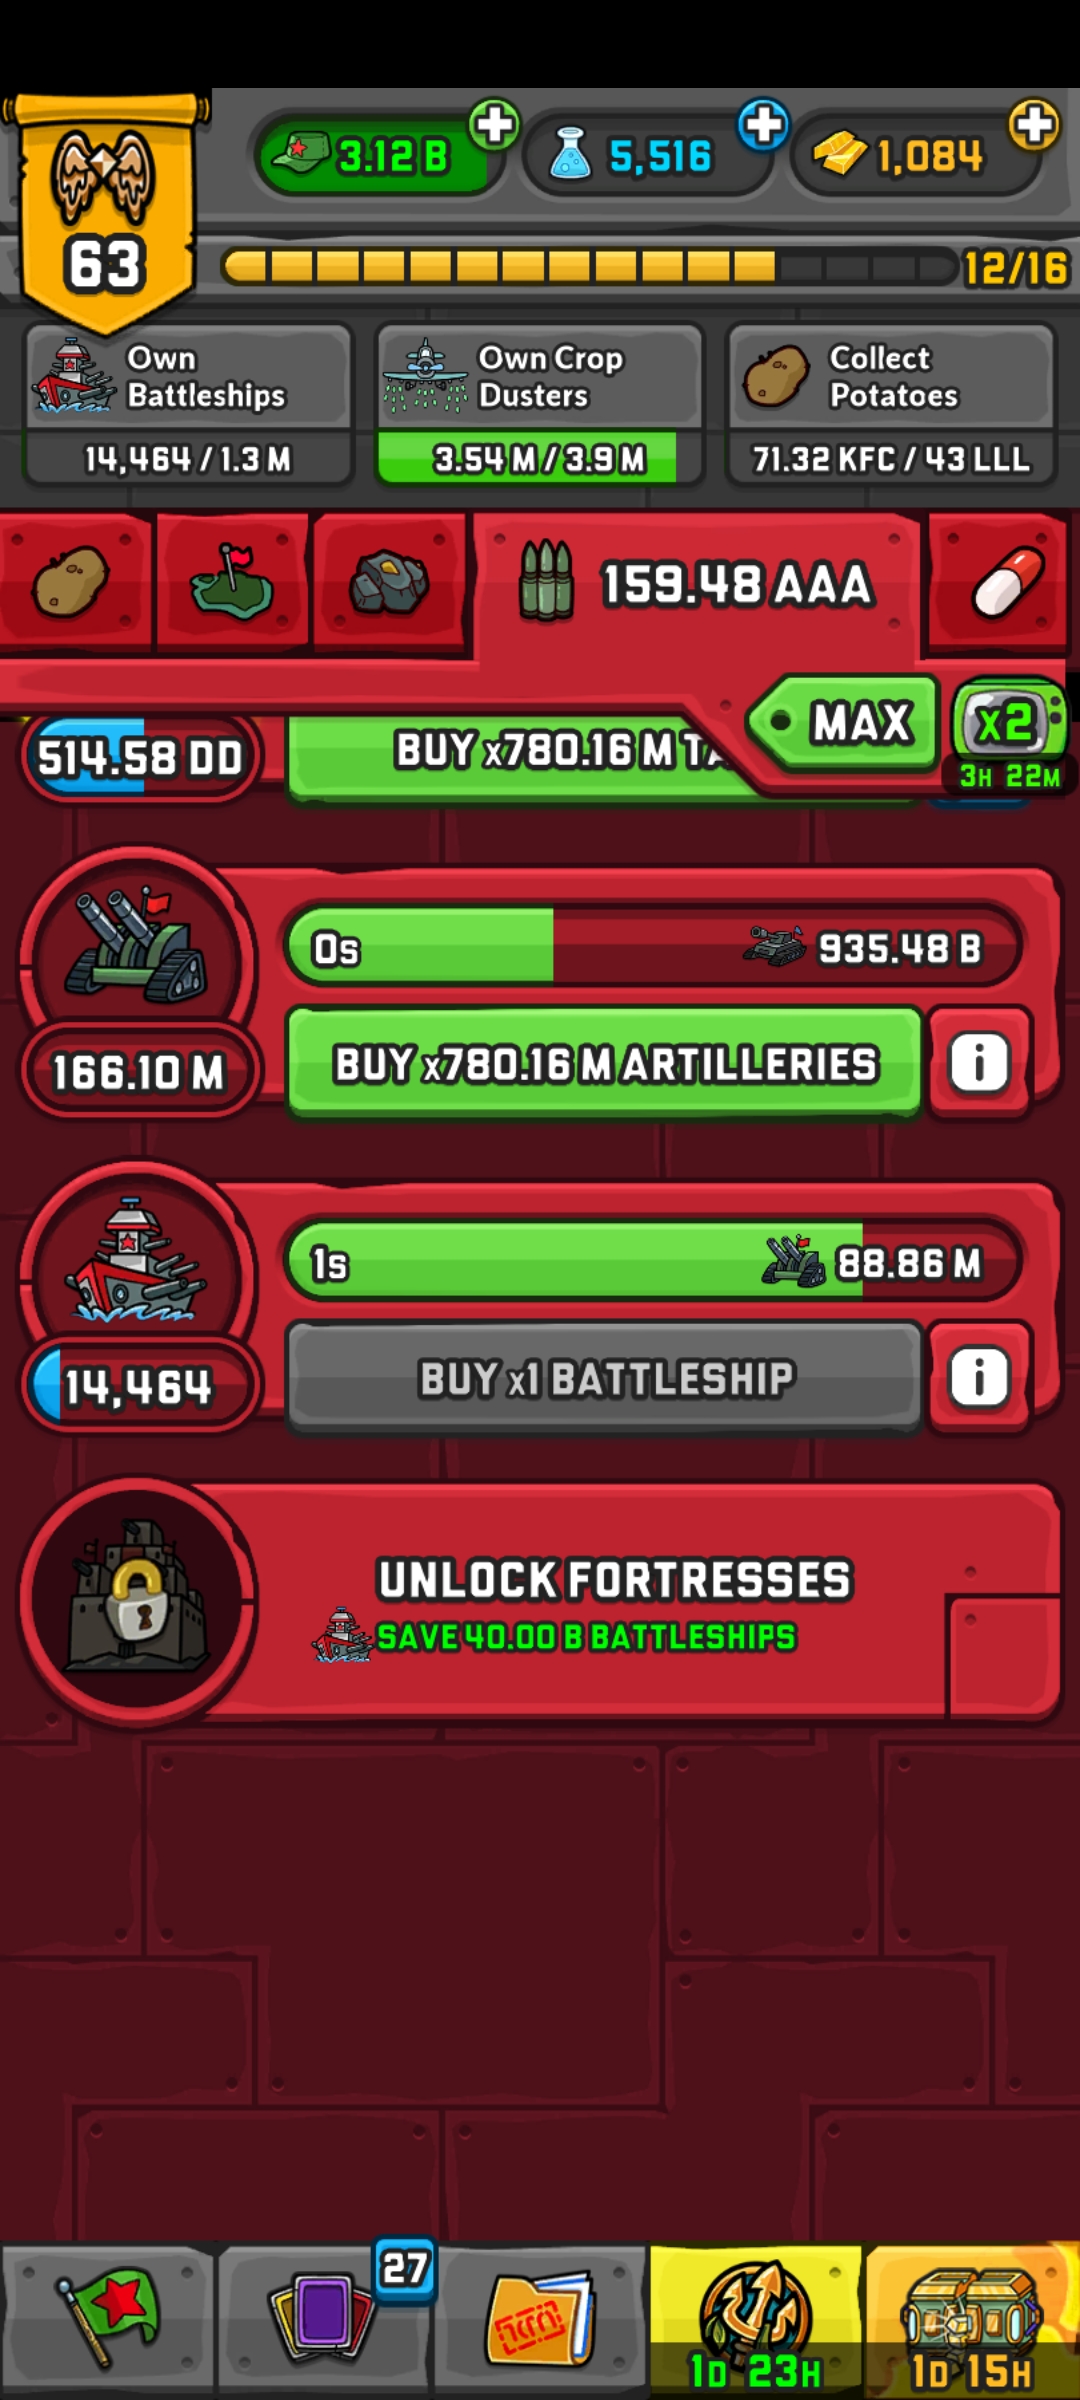 63
3.12 B
5,516
1,084
12/16
Own
Battleships
14,464 / 1.3 M
Own Crop
Dusters
3.54 M / 3.9 M
Collect
Potatoes
71.32 KFC / 43 LLL
159.48 AAA
MAX
x2
3H 22M
514.58 DD
BUY x780.16 M TA
0s
935.48 B
166.10 M
BUY x780.16 M ARTILLERIES
i
1s
88.86 M
14,464
BUY x1 BATTLESHIP
i
UNLOCK FORTRESSES
SAVE 40.00 B BATTLESHIPS
27
1D 23H
1D 15H